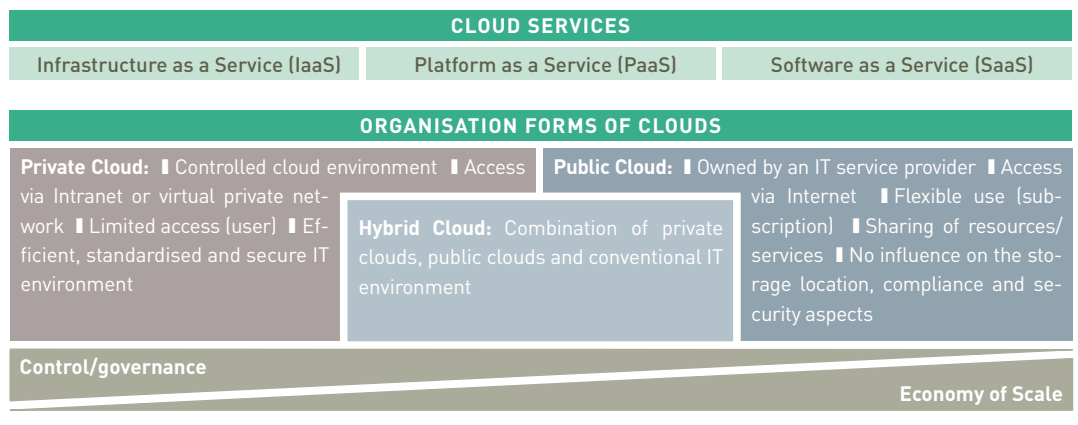 CLOUD SERVICES
Infrastructure as a Service (IaaS)
Platform as a Service (PaaS)
Software as a Service (SaaS)
ORGANISATION FORMS OF CLOUDS
Private Cloud: ▮ Controlled cloud environment ▮ Access
via Intranet or virtual private net-
work ▮ Limited access (user) ▮ Ef-
ficient, standardised and secure IT
environment
Hybrid Cloud: Combination of private
clouds, public clouds and conventional IT
environment
Public Cloud: ▮ Owned by an IT service provider ▮ Access
via Internet ▮ Flexible use (sub-
scription) ▮ Sharing of resources/
services ▮ No influence on the sto-
rage location, compliance and se-
curity aspects
Control/governance
Economy of Scale